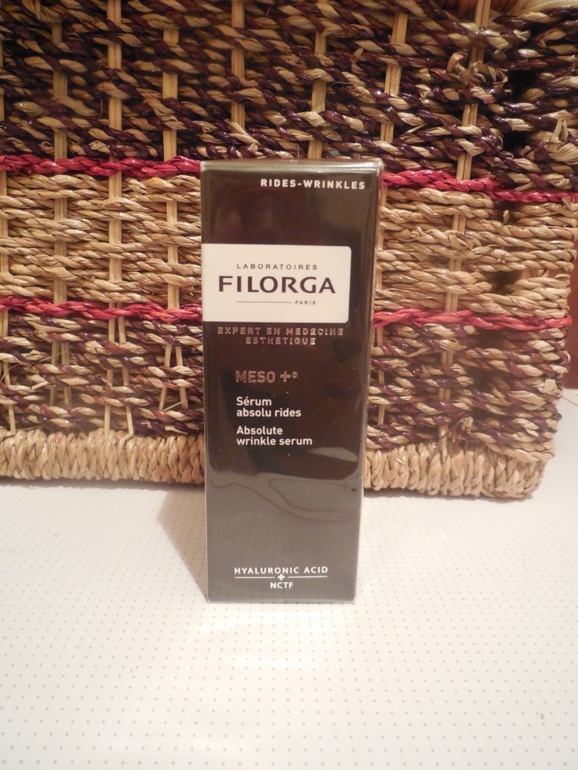 RIDES-WRINKLES
LABORATOIRES
FILORGA
PARIS
EXPERT EN MEDECINE
ESTHETIQUE
MESO +®
Sérum
absolu rides
Absolute
wrinkle serum
HYALURONIC ACID
+
NCTF